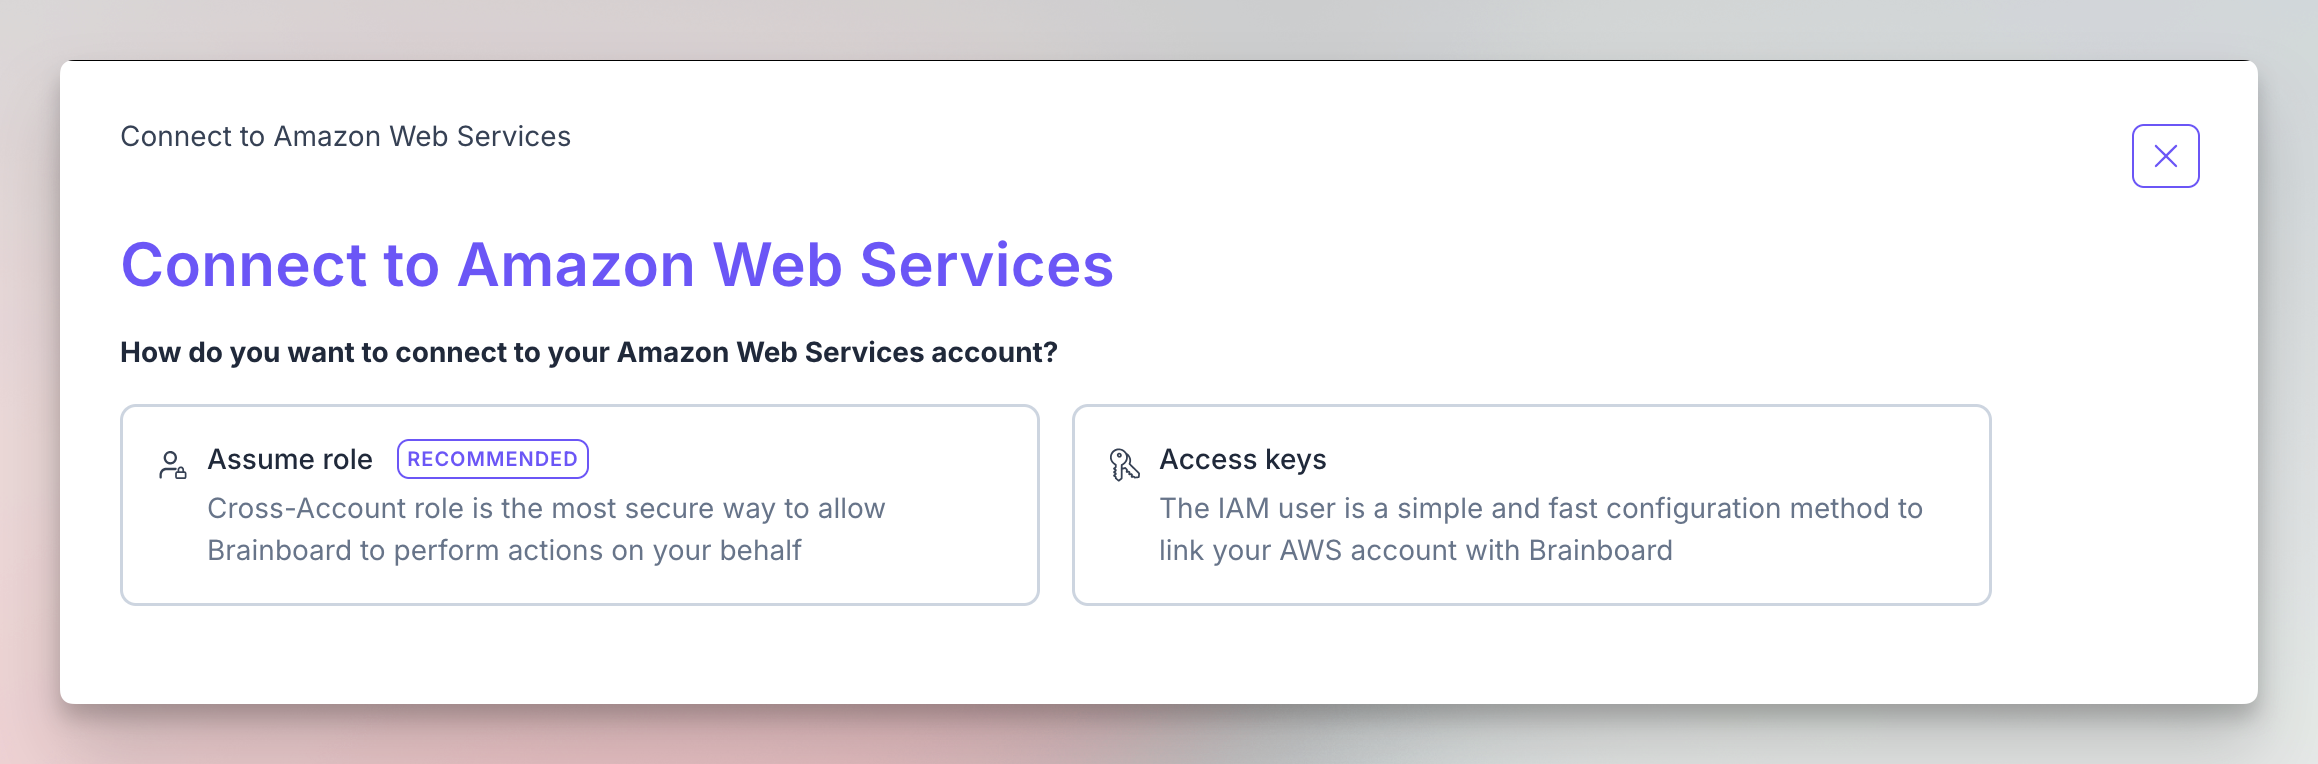 Connect to Amazon Web Services
Connect to Amazon Web Services
How do you want to connect to your Amazon Web Services account?
Assume role RECOMMENDED
Cross-Account role is the most secure way to allow
Brainboard to perform actions on your behalf
Access keys
The IAM user is a simple and fast configuration method to
link your AWS account with Brainboard